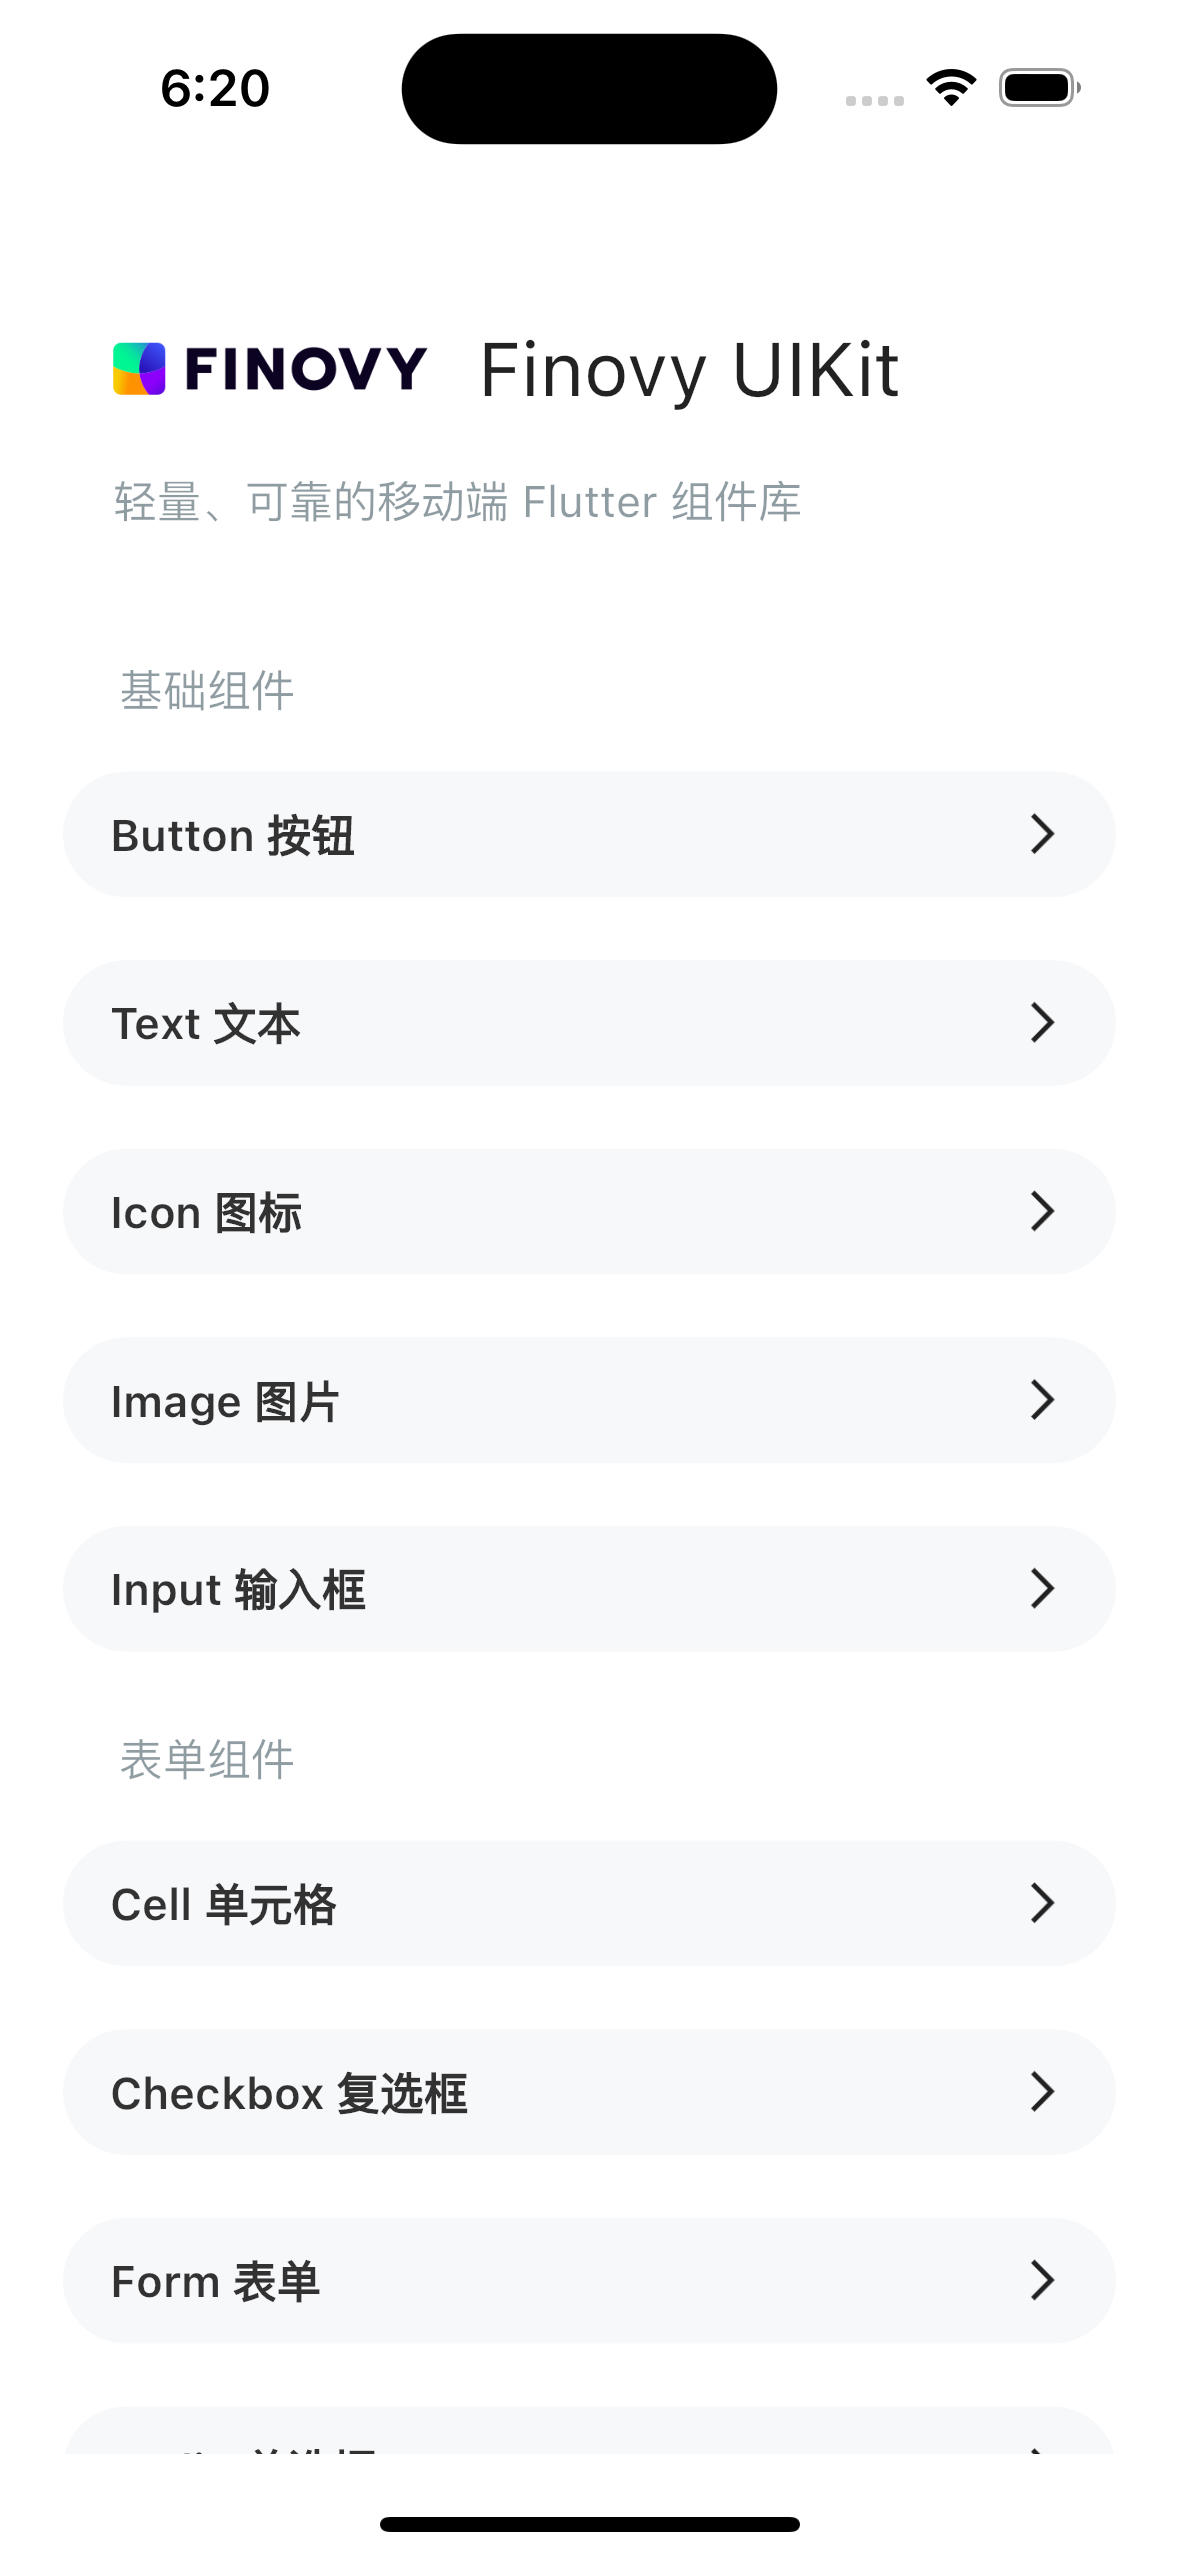 6:20
FINOVY Finovy UIKit
轻量、可靠的移动端 Flutter 组件库
基础组件
Button 按钮
Text 文本
Icon 图标
Image 图片
Input 输入框
表单组件
Cell 单元格
Checkbox 复选框
Form 表单